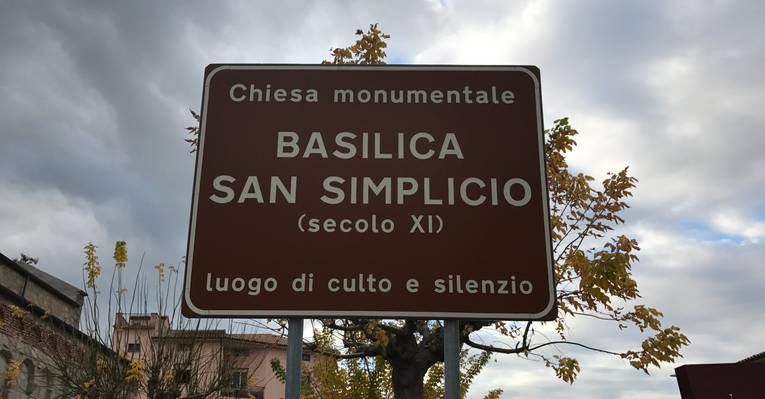 Chiesa monumentale
BASILICA
SAN SIMPLICIO
(secolo XI)
luogo di culto e silenzio